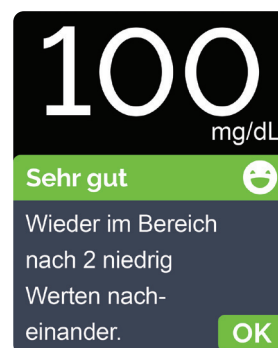 100
mg/dL
Sehr gut
Wieder im Bereich
nach 2 niedrig
Werten nach-
einander.
OK